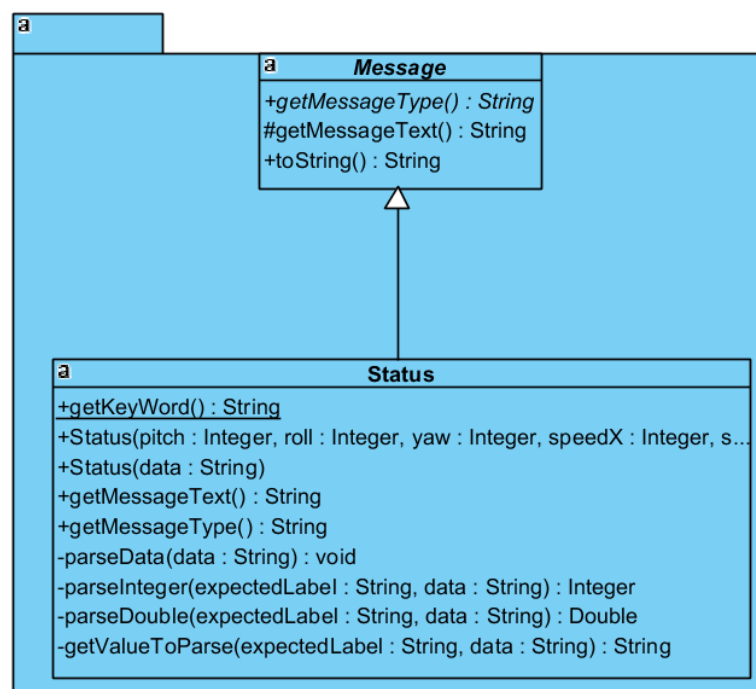 a
a
Message
+getMessageType() : String
#getMessageText() : String
+toString() : String
a
Status
+getKeyWord() : String
+Status(pitch : Integer, roll : Integer, yaw : Integer, speedX : Integer, s...
+Status(data : String)
+getMessageText() : String
+getMessageType() : String
-parseData(data : String) : void
-parseInteger(expectedLabel : String, data : String) : Integer
-parseDouble(expectedLabel : String, data : String) : Double
-getValueToParse(expectedLabel : String, data : String) : String